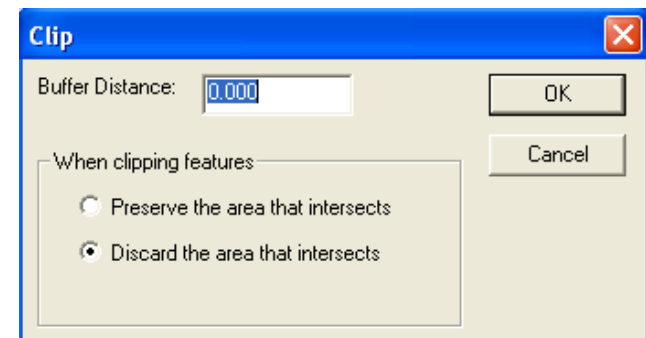 Clip
Buffer Distance: 0.000
OK
Cancel
When clipping features
Preserve the area that intersects
Discard the area that intersects